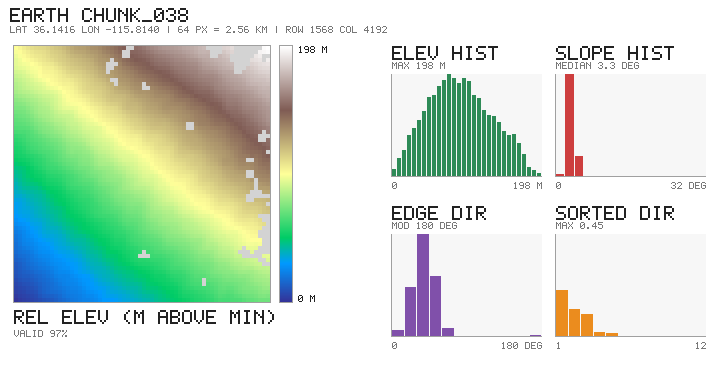 EARTH CHUNK_038
LAT 36.1416 LON -115.8140 | 64 PX = 2.56 KM | ROW 1568 COL 4192
198 M
0 M
REL ELEV (M ABOVE MIN)
VALID 97%
ELEV HIST
MAX 198 M
0 198 M
SLOPE HIST
MEDIAN 3.3 DEG
0 32 DEG
EDGE DIR
MOD 180 DEG
0 180 DEG
SORTED DIR
MAX 0.45
1 12